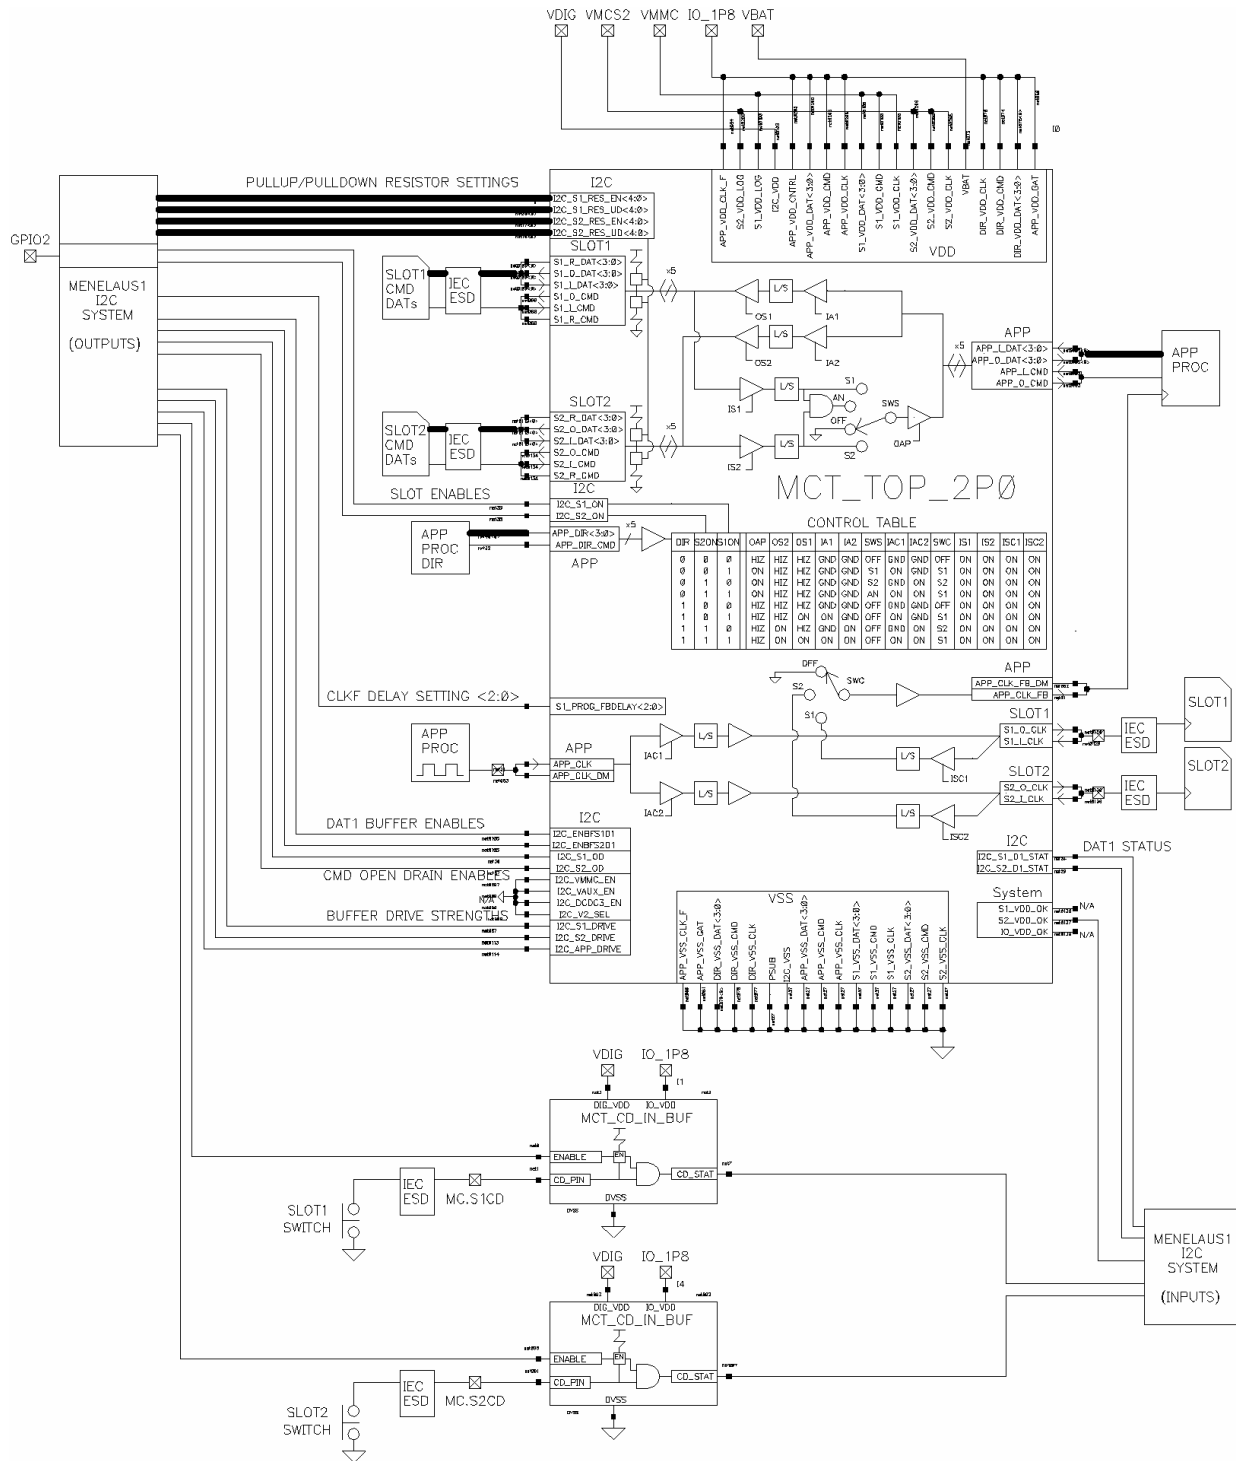 VDIG VMCS2 VMMC IO_1P8 VBAT
I0
APP_VDD_CLK_F
S2_VDD_LOG
S1_VDD_LOG
I2C_VDD
APP_VDD_CNTRL
APP_VDD_DAT<3:0>
APP_VDD_CMD
APP_VDD_CLK
S1_VDD_DAT<3:0>
S1_VDD_CMD
S1_VDD_CLK
S2_VDD_DAT<3:0>
S2_VDD_CMD
S2_VDD_CLK
VBAT
DIR_VDD_CLK
DIR_VDD_CMD
DIR_VDD_DAT<3:0>
APP_VDD_GAT
VDD
PULLUP/PULLDOWN RESISTOR SETTINGS
I2C
I2C_S1_RES_EN<4:0>
I2C_S1_RES_UD<4:0>
I2C_S2_RES_EN<4:0>
I2C_S2_RES_UD<4:0>
GPIO2
MENELAUS1
I2C
SYSTEM
(OUTPUTS)
SLOT1
CMD
DATs
IEC
ESD
SLOT1
S1_R_DAT<3:0>
S1_O_DAT<3:0>
S1_I_DAT<3:0>
S1_O_CMD
S1_I_CMD
S1_R_CMD
x5
OS1
L/S
IA1
OS2
L/S
IA2
x5
APP
APP_I_DAT<3:0>
APP_O_DAT<3:0>
APP_I_CMD
APP_O_CMD
APP
PROC
IS1
L/S
S1
AN
SWS
OFF
OAP
IS2
L/S
S2
SLOT2
CMD
DATs
IEC
ESD
SLOT2
S2_R_DAT<3:0>
S2_O_DAT<3:0>
S2_I_DAT<3:0>
S2_O_CMD
S2_I_CMD
S2_R_CMD
x5
MCT_TOP_2P0
SLOT ENABLES
I2C
I2C_S1_ON
I2C_S2_ON
APP
PROC
DIR
APP_DIR<3:0>
APP_DIR_CMD
APP
x5
CONTROL TABLE
DIR S2ON S1ON OAP OS2 OS1 IA1 IA2 SWS IAC1 IAC2 SWC IS1 IS2 ISC1 ISC2
0 0 0 HIZ HIZ HIZ GND GND OFF GND GND OFF ON ON ON ON
0 0 1 ON HIZ HIZ GND GND S1 ON GND S1 ON ON ON ON
0 1 0 ON HIZ HIZ GND GND S2 GND ON S2 ON ON ON ON
0 1 1 ON HIZ HIZ GND GND AN ON ON S1 ON ON ON ON
1 0 0 HIZ HIZ HIZ GND GND OFF GND GND OFF ON ON ON ON
1 0 1 HIZ HIZ ON ON GND OFF ON GND S1 ON ON ON ON
1 1 0 HIZ ON HIZ GND ON OFF GND ON S2 ON ON ON ON
1 1 1 HIZ ON ON ON ON OFF ON ON S1 ON ON ON ON
CLKF DELAY SETTING <2:0>
S1_PROG_FBDELAY<2:0>
OFF
SWC
S2
S1
APP
APP_CLK_FB_DM
APP_CLK_FB
APP
PROC
APP
APP_CLK
APP_CLK_DM
IAC1
L/S
L/S
ISC1
SLOT1
S1_O_CLK
S1_I_CLK
IEC
ESD
SLOT1
IAC2
L/S
L/S
ISC2
SLOT2
S2_O_CLK
S2_I_CLK
IEC
ESD
SLOT2
DAT1 BUFFER ENABLES
CMD OPEN DRAIN ENABLES
N/A
BUFFER DRIVE STRENGTHS
I2C
I2C_ENBFS1D1
I2C_ENBFS2D1
I2C_S1_OD
I2C_S2_OD
I2C_VMMC_EN
I2C_VAUX_EN
I2C_DCDC3_EN
I2C_V2_SEL
I2C_S1_DRIVE
I2C_S2_DRIVE
I2C_APP_DRIVE
I2C
I2C_S1_D1_STAT
I2C_S2_D1_STAT
DAT1 STATUS
System
S1_VDD_OK
S2_VDD_OK
IO_VDD_OK
N/A
N/A
VSS
APP_VSS_CLK_F
APP_VSS_GAT
DIR_VSS_DAT<3:0>
DIR_VSS_CMD
DIR_VSS_CLK
PSUB
I2C_VSS
APP_VSS_DAT<3:0>
APP_VSS_CMD
APP_VSS_CLK
S1_VSS_DAT<3:0>
S1_VSS_CMD
S1_VSS_CLK
S2_VSS_DAT<3:0>
S2_VSS_CMD
S2_VSS_CLK
VDIG IO_1P8
I1
DIG_VDD IO_VDD
MCT_CD_IN_BUF
ENABLE
EN
CD_PIN
CD_STAT
DVSS
SLOT1
SWITCH
IEC
ESD
MC.S1CD
VDIG IO_1P8
I4
DIG_VDD IO_VDD
MCT_CD_IN_BUF
ENABLE
EN
CD_PIN
CD_STAT
DVSS
SLOT2
SWITCH
IEC
ESD
MC.S2CD
MENELAUS1
I2C
SYSTEM
(INPUTS)